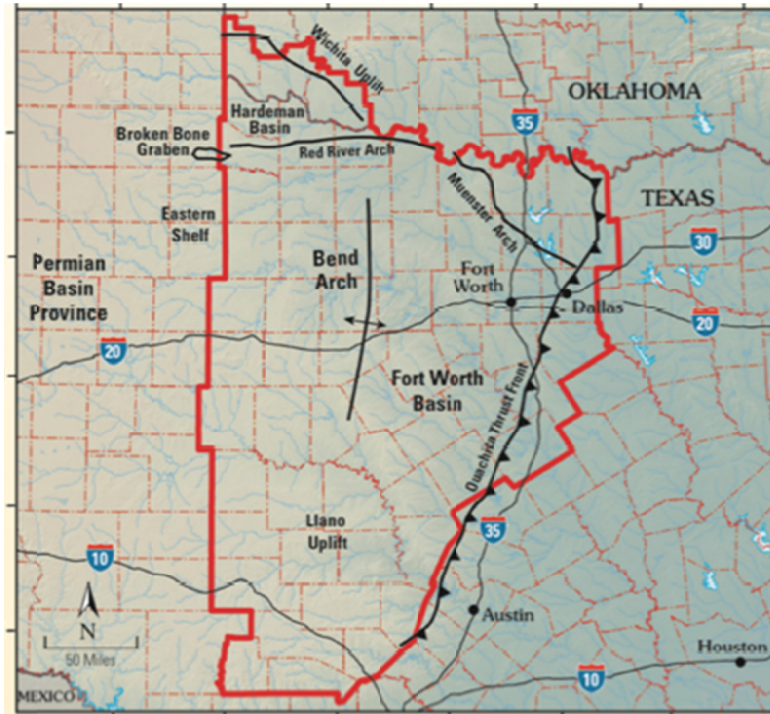 Wichita Uplift
OKLAHOMA
Hardeman
Basin
35
Broken Bone
Graben
Red River Arch
Muenster Arch
TEXAS
Eastern
Shelf
30
Bend
Arch
Permian
Basin
Province
Fort
Worth
Dallas
20
20
Fort Worth
Basin
Ouachita Thrust Front
Llano
Uplift
35
10
N
50 Miles
Austin
Houston
10
MEXICO